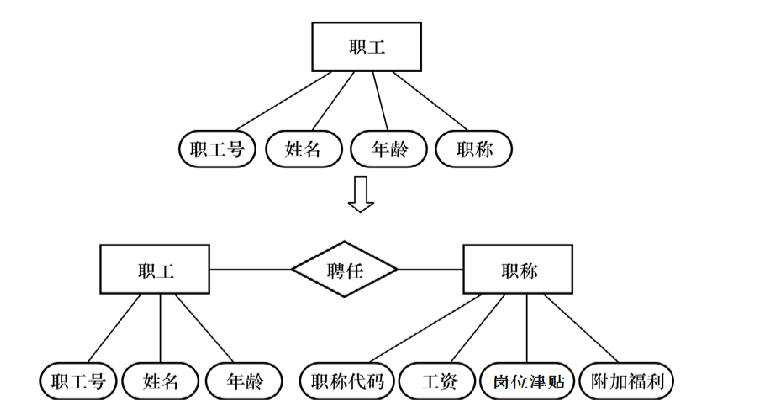 职工
职工号 姓名 年龄 职称
职工 聘任 职称
职工号 姓名 年龄 职称代码 工资 岗位津贴 附加福利